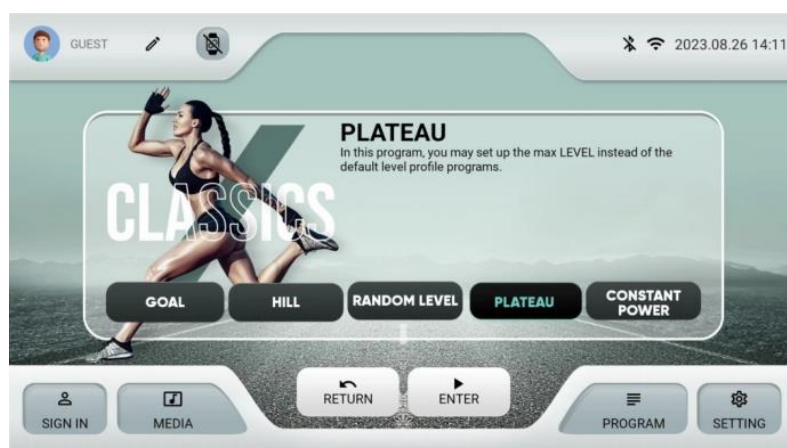 GUEST
2023.08.26 14:11
PLATEAU
In this program, you may set up the max LEVEL instead of the
default level profile programs.
CLASSICS
GOAL
HILL
RANDOM LEVEL
PLATEAU
CONSTANT
POWER
RETURN
ENTER
SIGN IN
MEDIA
PROGRAM
SETTING